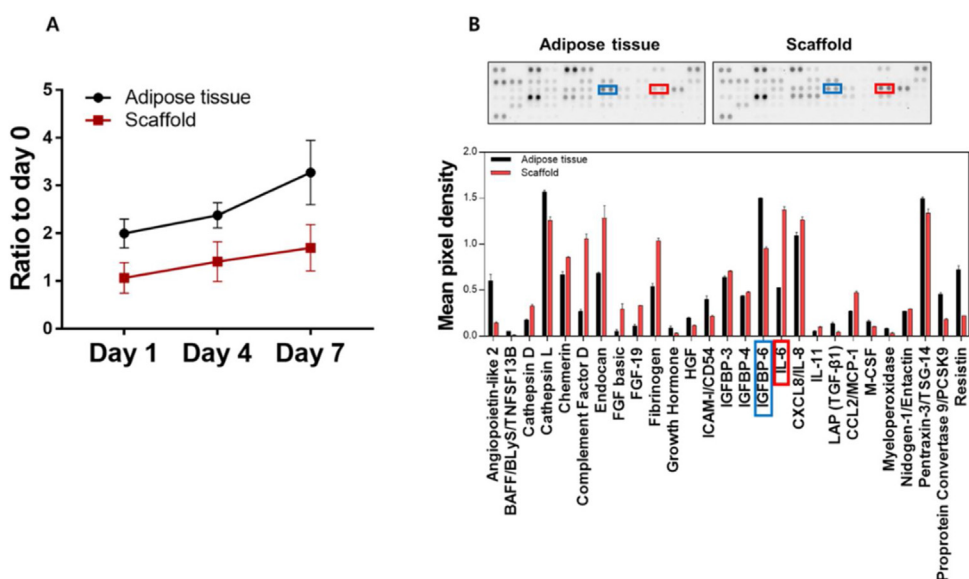 A
5
4
3
2
1
0
Ratio to day 0
Adipose tissue
Scaffold
Day 1
Day 4
Day 7
B
Adipose tissue
Scaffold
2.0
1.5
1.0
0.5
0.0
Mean pixel density
Adipose tissue
Scaffold
Angiopoietin-like 2
BAFF/BLyS/TNFSF13B
Cathepsin D
Cathepsin L
Chemerin
Complement Factor D
Endocan
FGF basic
FGF-19
Fibrinogen
Growth Hormone
HGF
ICAM-I/CD54
IGFBP-3
IGFBP-4
IGFBP-6
IL-6
CXCL8/IL-8
IL-11
LAP (TGF-β1)
CCL2/MCP-1
M-CSF
Myeloperoxidase
Nidogen-1/Entactin
Pentraxin-3/TSG-14
Proprotein Convertase 9/PCSK9
Resistin